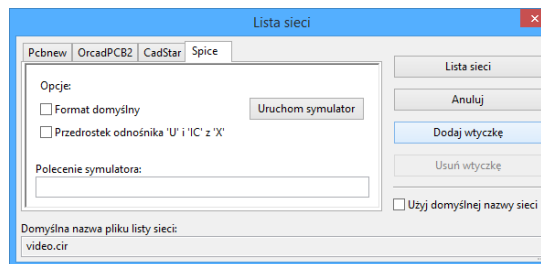 Lista sieci
Pcbnew OrcadPCB2 CadStar Spice
Opcje:
Format domyślny
Uruchom symulator
Przedrostek odnośnika 'U' i 'IC' z 'X'
Polecenie symulatora:
Lista sieci
Anuluj
Dodaj wtyczkę
Usuń wtyczkę
Użyj domyślnej nazwy sieci
Domyślna nazwa pliku listy sieci:
video.cir